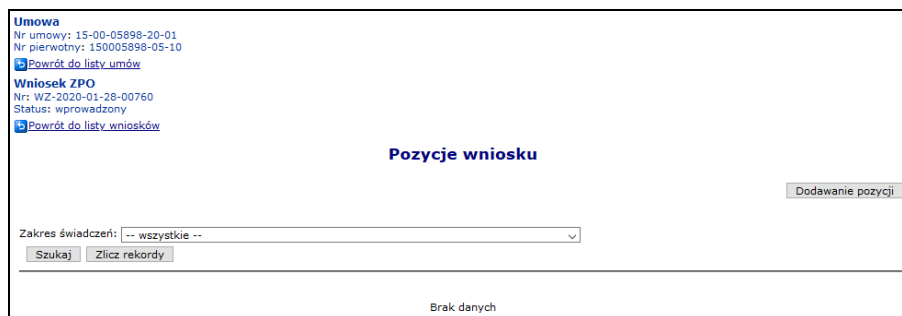 Umowa
Nr umowy: 15-00-05898-20-01
Nr pierwotny: 150005898-05-10
Powrót do listy umów
Wniosek ZPO
Nr: WZ-2020-01-28-00760
Status: wprowadzony
Powrót do listy wniosków
Pozycje wniosku
Dodawanie pozycji
Zakres świadczeń: -- wszystkie --
Szukaj Zlicz rekordy
Brak danych